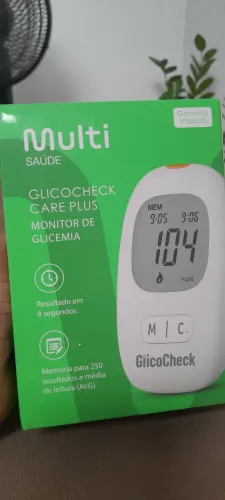 Garantia
Vitalícia
Multi
SAÚDE
GLICOCHECK
CARE PLUS
MONITOR DE
GLICEMIA
Resultado em
8 segundos.
Memória para 250
resultados e média
de leitura (AVG).
MEM
9-05 9:06
104
mg/dL
M | C
GlicoCheck